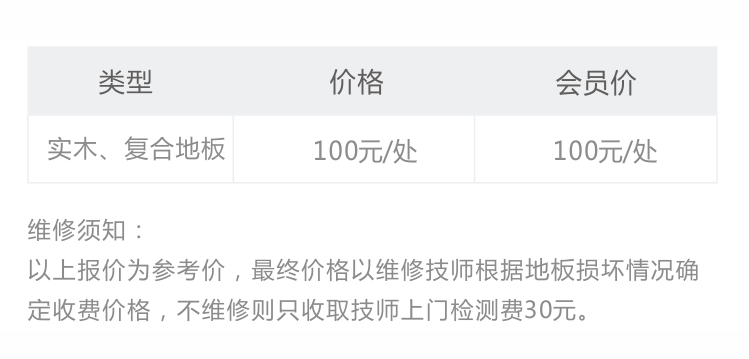 类型 价格 会员价
实木、复合地板 100元/处 100元/处
维修须知：
以上报价为参考价，最终价格以维修技师根据地板损坏情况确
定收费价格，不维修则只收取技师上门检测费30元。